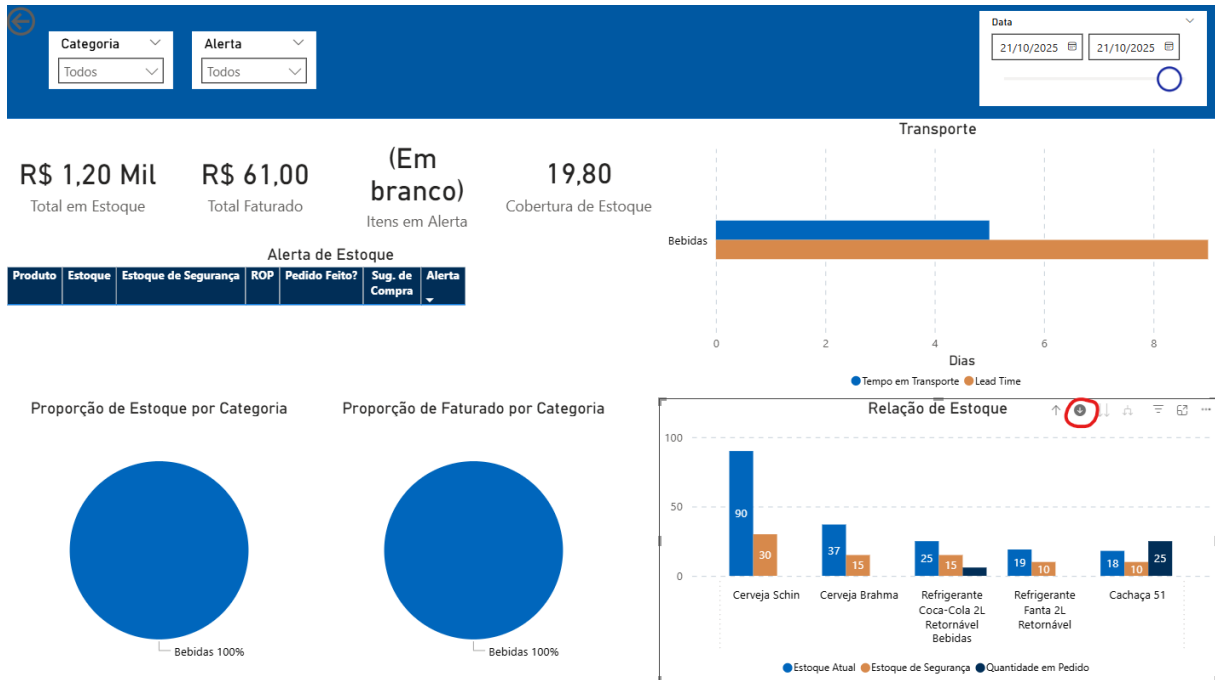 Categoria
Todos
Alerta
Todos
Data
21/10/2025
21/10/2025
R$ 1,20 Mil
Total em Estoque
R$ 61,00
Total Faturado
(Em
branco)
Itens em Alerta
19,80
Cobertura de Estoque
Transporte
Bebidas
0 2 4 6 8
Dias
Tempo em Transporte Lead Time
Alerta de Estoque
Produto Estoque Estoque de Segurança ROP Pedido Feito? Sug. de Alerta
Compra
Proporção de Estoque por Categoria
Bebidas 100%
Proporção de Faturado por Categoria
Bebidas 100%
Relação de Estoque
100
50
0
90 30 37 15 25 15 19 10 18 10 25
Cerveja Schin
Cerveja Brahma
Refrigerante
Coca-Cola 2L
Retornável
Bebidas
Refrigerante
Fanta 2L
Retornável
Cachaça 51
Estoque Atual Estoque de Segurança Quantidade em Pedido